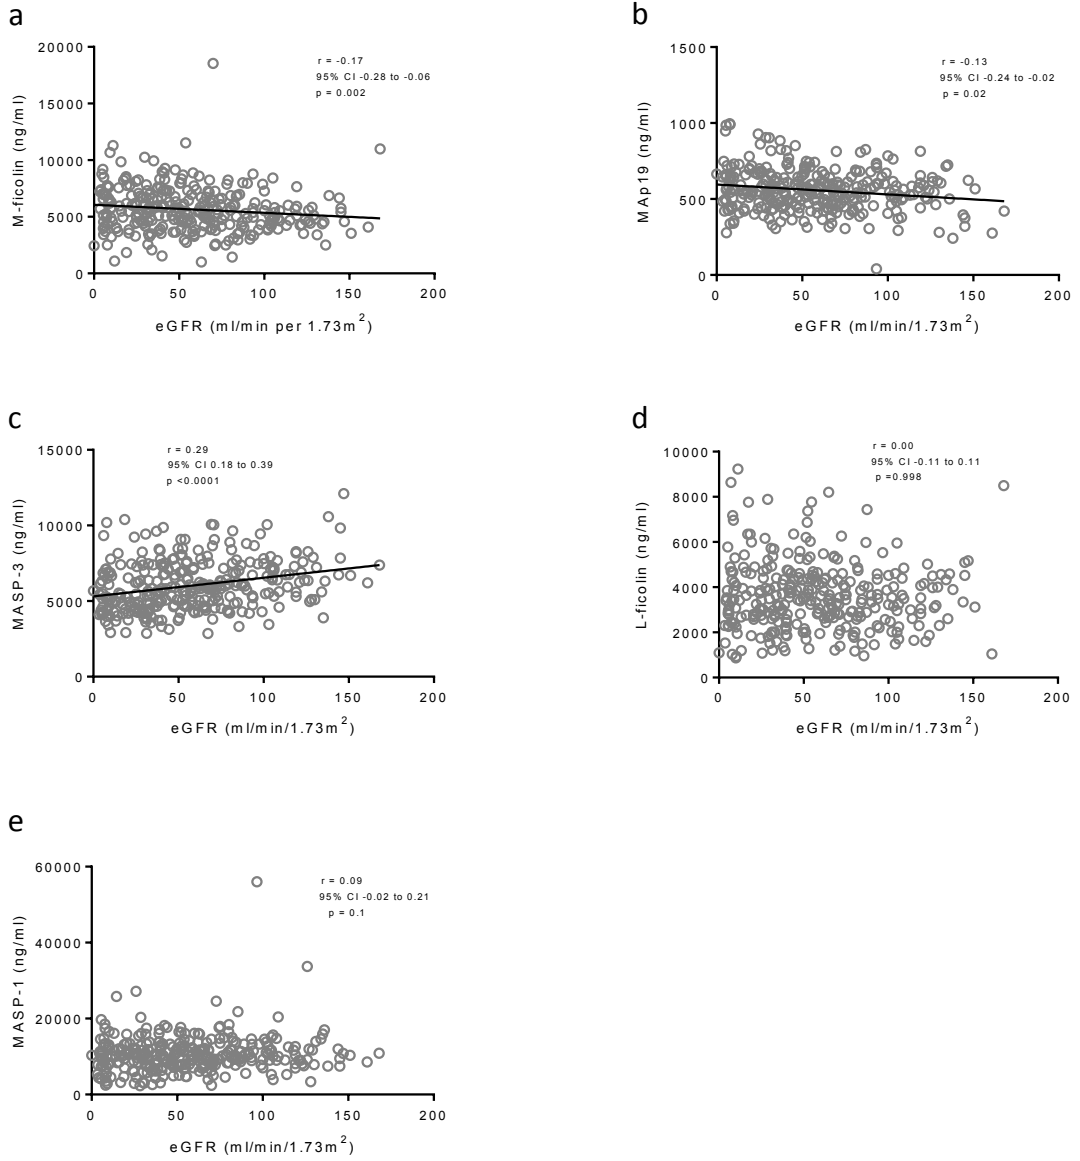 a
20000
15000
10000
5000
0
0 50 100 150 200
M-ficolin (ng/ml)
eGFR (ml/min per 1.73m2)
r = -0.17
95% CI -0.28 to -0.06
p = 0.002
b
1500
1000
500
0
0 50 100 150 200
MAp19 (ng/ml)
eGFR (ml/min/1.73m2)
r = -0.13
95% CI -0.24 to -0.02
p = 0.02
c
15000
10000
5000
0
0 50 100 150 200
MASP-3 (ng/ml)
eGFR (ml/min/1.73m2)
r = 0.29
95% CI 0.18 to 0.39
p <0.0001
d
10000
8000
6000
4000
2000
0
0 50 100 150 200
L-ficolin (ng/ml)
eGFR (ml/min/1.73m2)
r = 0.00
95% CI -0.11 to 0.11
p =0.998
e
60000
40000
20000
0
0 50 100 150 200
MASP-1 (ng/ml)
eGFR (ml/min/1.73m2)
r = 0.09
95% CI -0.02 to 0.21
p = 0.1